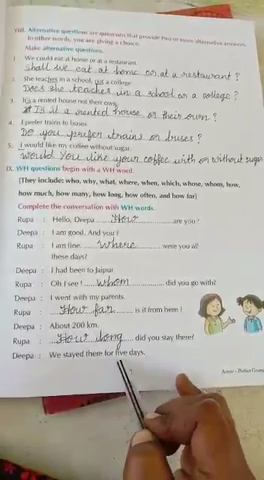 VIII. Alternative questions are questions that provide two or more alternative answers.
In other words, you are giving a choice.
Make alternative questions.
1. We could eat at home or at a restaurant.
Shall we eat at home or at a restaurant?
2. She teaches in a school, not a college
Does she teaches in a school or a college?
3. It's a rented house not their own.
Is it a rented house or their own?
4. I prefer trains to buses.
Do you prefer trains or buses?
5. I would like my coffee without sugar.
Would You like your coffee with or without sugar
IX. WH questions begin with a WH word.
(They include: who, why, what, where, when, which, whose, whom, how,
how much, how many, how long, how often, and how far)
Complete the conversation with WH words.
Rupa : Hello, Deepa How are you?
Deepa : I am good. And you?
Rupa : I am fine. where were you all
these days?
Deepa : I had been to Jaipur
Rupa : Oh I see! whom did you go with?
Deepa : I went with my parents.
Rupa : How far is it from here?
Deepa : About 200 km.
Rupa : How long did you stay there?
Deepa : We stayed there for five days.